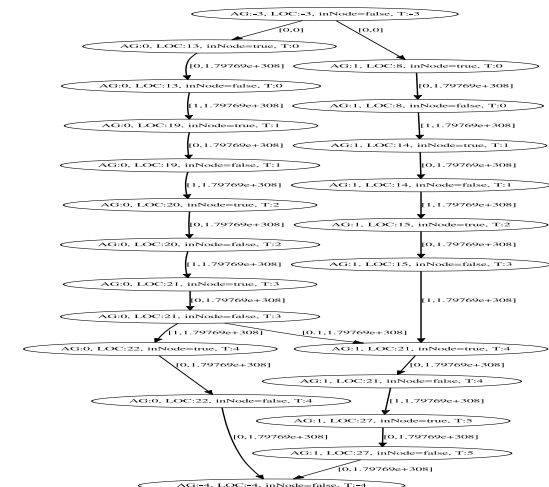 AG:-3, LOC:-3, inNode=false, T:-3
[0,0]
[0,0]
AG:0, LOC:13, inNode=true, T:0
[0,1.79769e+308]
AG:1, LOC:8, inNode=true, T:0
AG:0, LOC:13, inNode=false, T:0
[0,1.79769e+308]
[1,1.79769e+308]
AG:1, LOC:8, inNode=false, T:0
AG:0, LOC:19, inNode=true, T:1
[1,1.79769e+308]
[0,1.79769e+308]
AG:1, LOC:14, inNode=true, T:1
AG:0, LOC:19, inNode=false, T:1
[0,1.79769e+308]
[1,1.79769e+308]
AG:1, LOC:14, inNode=false, T:1
AG:0, LOC:20, inNode=true, T:2
[1,1.79769e+308]
[0,1.79769e+308]
AG:1, LOC:15, inNode=true, T:2
AG:0, LOC:20, inNode=false, T:2
[0,1.79769e+308]
[1,1.79769e+308]
AG:1, LOC:15, inNode=false, T:3
AG:0, LOC:21, inNode=true, T:3
[0,1.79769e+308]
[1,1.79769e+308]
AG:0, LOC:21, inNode=false, T:3
[1,1.79769e+308]
[0.1,1.79769e+308]
AG:0, LOC:22, inNode=true, T:4
AG:1, LOC:21, inNode=true, T:4
[0,1.79769e+308]
[0,1.79769e+308]
AG:1, LOC:21, inNode=false, T:4
AG:0, LOC:22, inNode=false, T:4
[1,1.79769e+308]
AG:1, LOC:27, inNode=true, T:5
[0,1.79769e+308]
[0,1.79769e+308]
AG:1, LOC:27, inNode=false, T:5
[0,1.79769e+308]
AG:-4, LOC:-4, inNode=false, T:-4